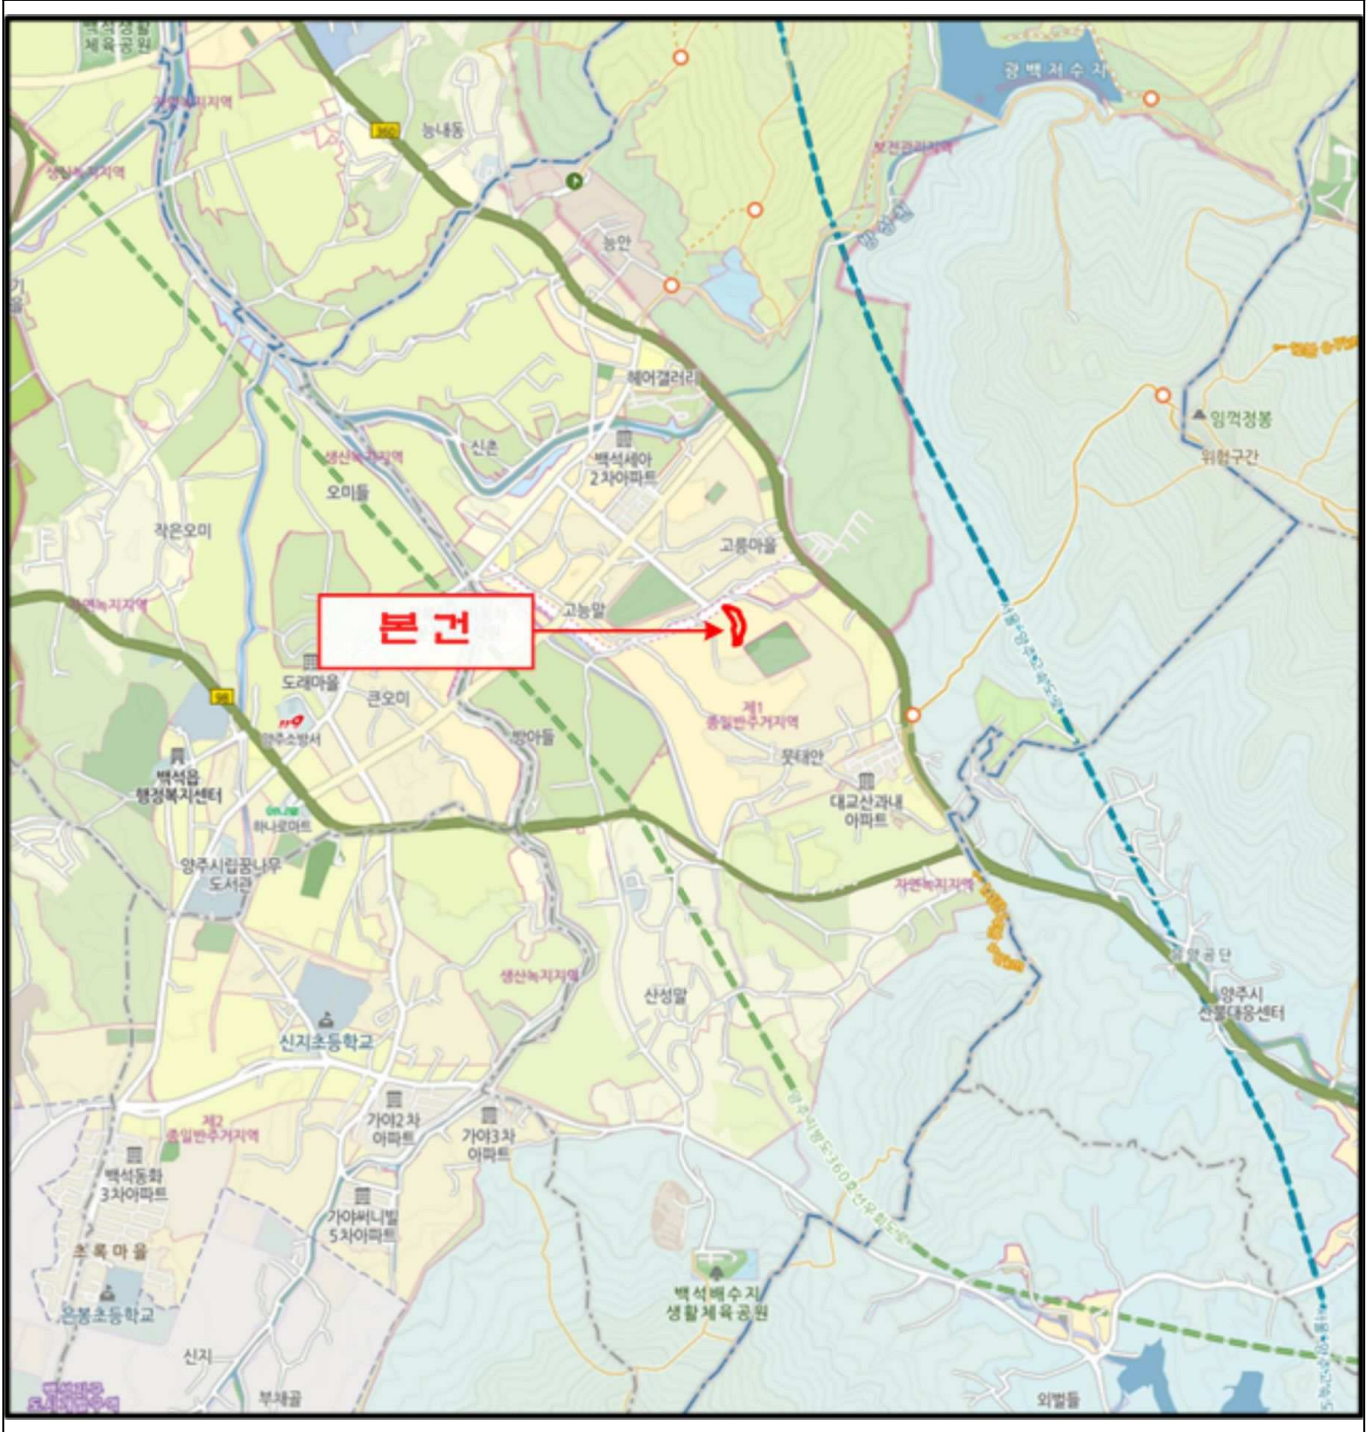 백석생활
체육공원
광백저수지
자연녹지지역
360
능내동
보전관리지역
생산녹지지역
능안
헤어갤러리
임꺽정봉
신촌
생산녹지지역
위험구간
백석세아
2차아파트
오미들
작은오미
고릉마을
자연녹지지역
고능말
본 건
도래마을
큰오미
98
제1
종일반주거지역
양주소방서
방아들
뭇태안
백석읍
행정복지센터
대교산과내
아파트
하나로마트
양주시립꿈나무
도서관
자연녹지지역
생산녹지지역
산성말
양주시
산불대응센터
신지초등학교
가야2차
아파트
제2
종일반주거지역
가야3차
아파트
백석동화
3차아파트
가야써니빌
5차아파트
초록마을
백석배수지
생활체육공원
은봉초등학교
신지
부채골
외벌들